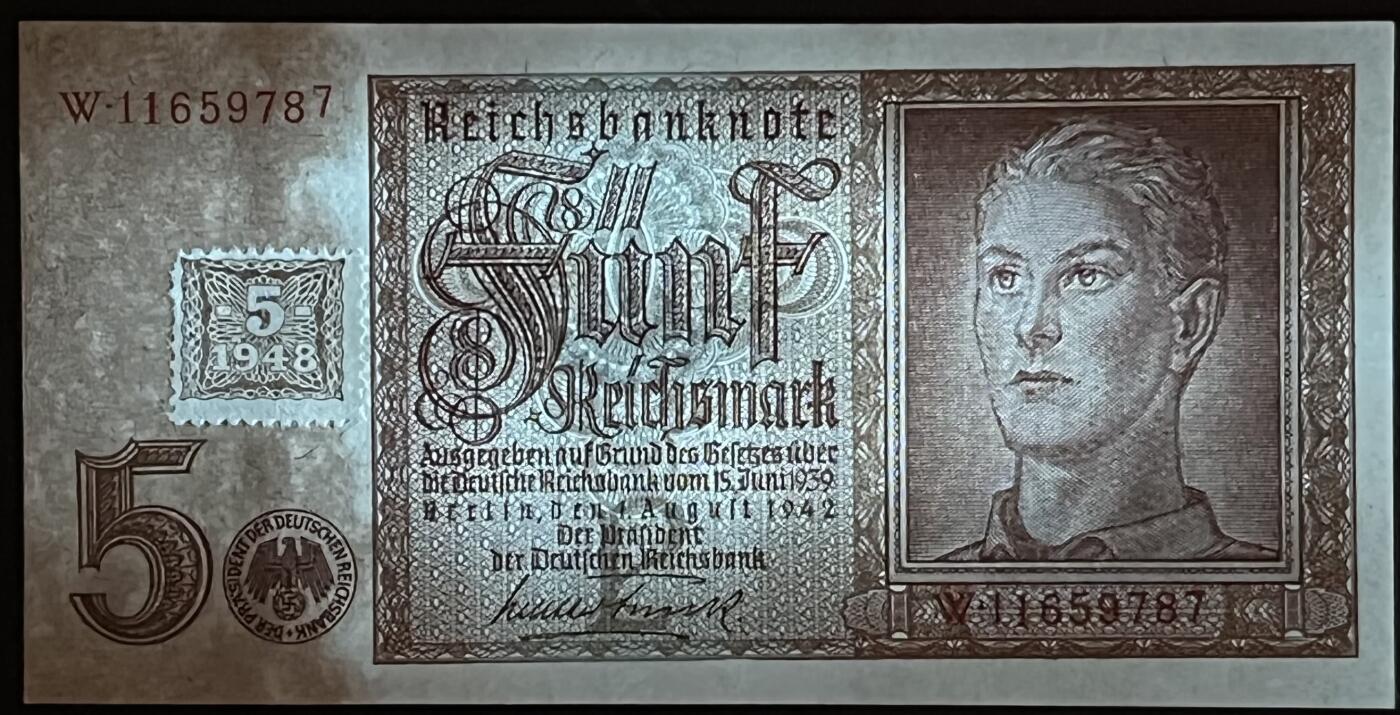 W·11659787
Reichsbanknote
Fünf
Reichsmark
Ausgegeben auf Grund des Gesetzes über
die Deutsche Reichsbank vom 15. Juni 1939
Berlin, den 1. August 1942
Der Präsident
der Deutschen Reichsbank
5
1948
5
DER PRÄSIDENT DER DEUTSCHEN REICHSBANK
W·11659787